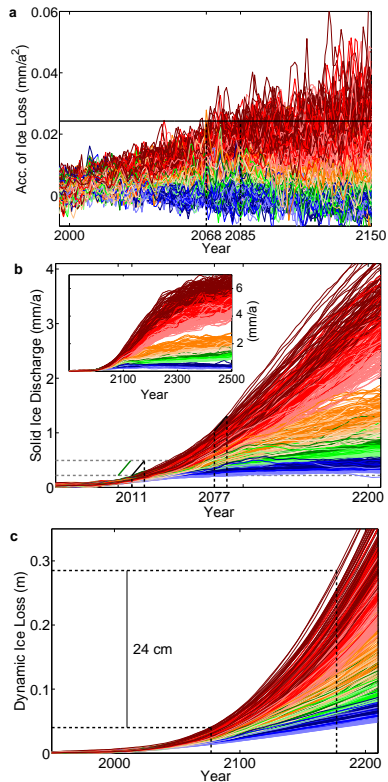 a
0.06
0.04
0.02
0
Acc. of Ice Loss (mm/a²)
2000
2068
2085
2150
Year
b
4
3
2
1
0
Solid Ice Discharge (mm/a)
6
4
2
(mm/a)
2100
2300
2500
Year
2011
2077
2200
Year
c
0.3
0.2
0.1
0
Dynamic Ice Loss (m)
24 cm
2000
2100
2200
Year